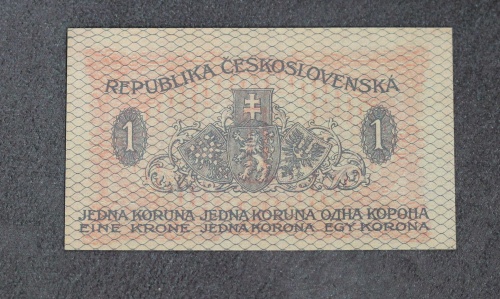 REPUBLIKA ČESKOSLOVENSKÁ
1 1
JEDNA KORUNA JEDNA KORUNA ОДНА КОРОНА
EINE KRONE JEDNA KORONA EGY KORONA